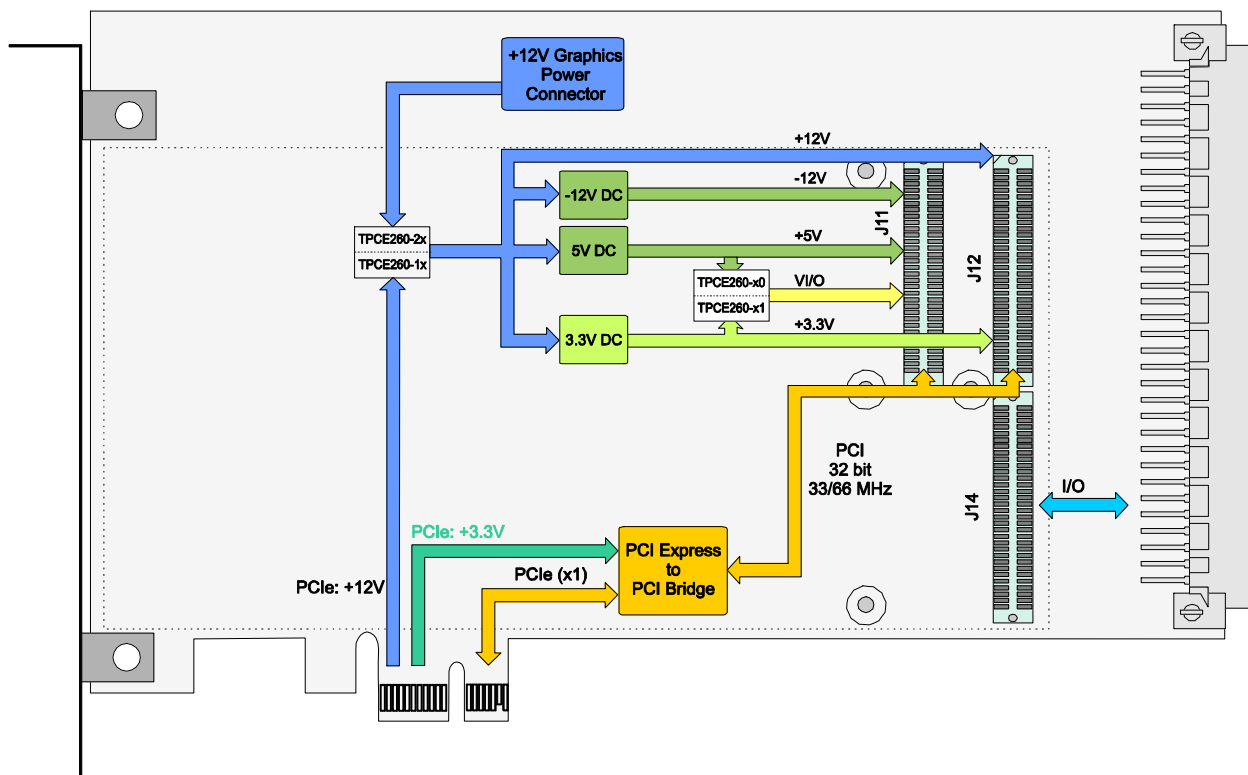 +12V Graphics
Power
Connector
+12V
-12V DC
-12V
J11
TPCE260-2x
TPCE260-1x
5V DC
+5V
J12
TPCE260-x0
TPCE260-x1
VI/O
3.3V DC
+3.3V
PCI
32 bit
33/66 MHz
J14
I/O
PCIe: +3.3V
PCI Express
to
PCI Bridge
PCIe: +12V
PCIe (x1)